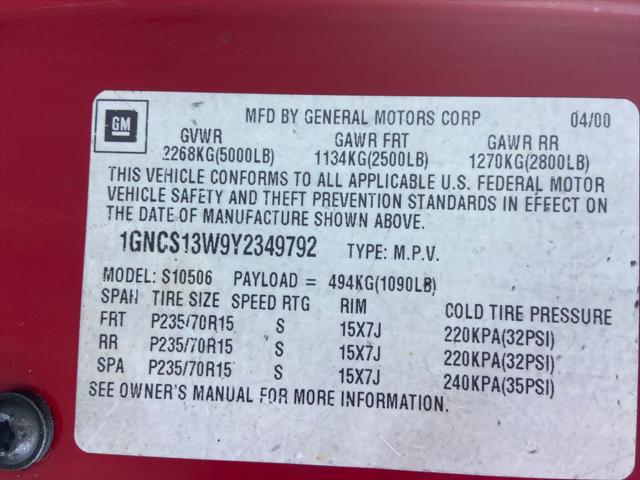 GM
MFD BY GENERAL MOTORS CORP 04/00
GVWR GAWR FRT GAWR RR
2268KG(5000LB) 1134KG(2500LB) 1270KG(2800LB)
THIS VEHICLE CONFORMS TO ALL APPLICABLE U.S. FEDERAL MOTOR
VEHICLE SAFETY AND THEFT PREVENTION STANDARDS IN EFFECT ON
THE DATE OF MANUFACTURE SHOWN ABOVE.
1GNCS13W9Y2349792 TYPE: M.P.V.
MODEL: S10506 PAYLOAD = 494KG(1090LB)
SPAN TIRE SIZE SPEED RTG RIM COLD TIRE PRESSURE
FRT P235/70R15 S 15X7J 220KPA(32PSI)
RR P235/70R15 S 15X7J 220KPA(32PSI)
SPA P235/70R15 S 15X7J 240KPA(35PSI)
SEE OWNER'S MANUAL FOR MORE INFORMATION.